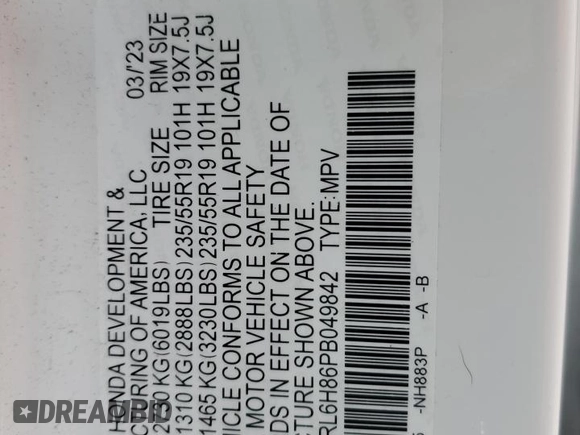 HONDA DEVELOPMENT & 03/'23
CTURING OF AMERICA, LLC
KG(6019LBS) TIRE SIZE RIM SIZE
1310 KG(2888LBS)235/55R19 101H 19X7.5J
1465 KG(3230LBS)235/55R19 101H 19X7.5J
ICLE CONFORMS TO ALL APPLICABLE
MOTOR VEHICLE SAFETY
DS IN EFFECT ON THE DATE OF
CTURE SHOWN ABOVE.
RL6H86PB049842 TYPE:MPV
-NH883P -A -B
DREAMBID